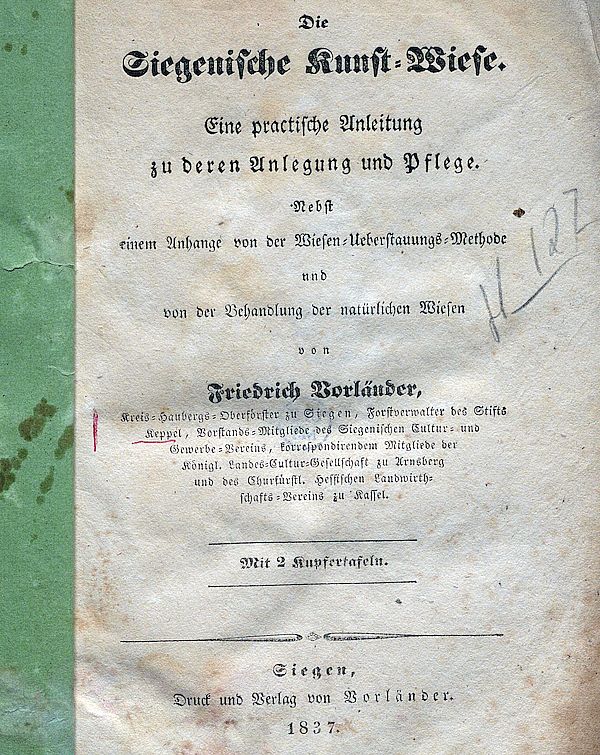 Die
Siegenische Kunst-Wiese.
Eine practische Anleitung
zu deren Anlegung und Pflege.
Nebst
einem Anhange von der Wiesen-Ueberstauungs-Methode
und
von der Behandlung der natürlichen Wiesen
von
Friedrich Vorländer,
Kreis-Haubergs-Oberförster zu Siegen, Forstverwalter des Stifts
Keppel, Vorstands-Mitgliede des Siegenischen Cultur- und
Gewerbe-Vereins, korrespondirendem Mitgliede der
Königl. Landes-Cultur-Gesellschaft zu Arnsberg
und des Churfürstl. Hessischen Landwirth-
schafts-Vereins zu Kassel.
Mit 2 Kupfertafeln.
Siegen,
Druck und Verlag von Vorländer.
1837.